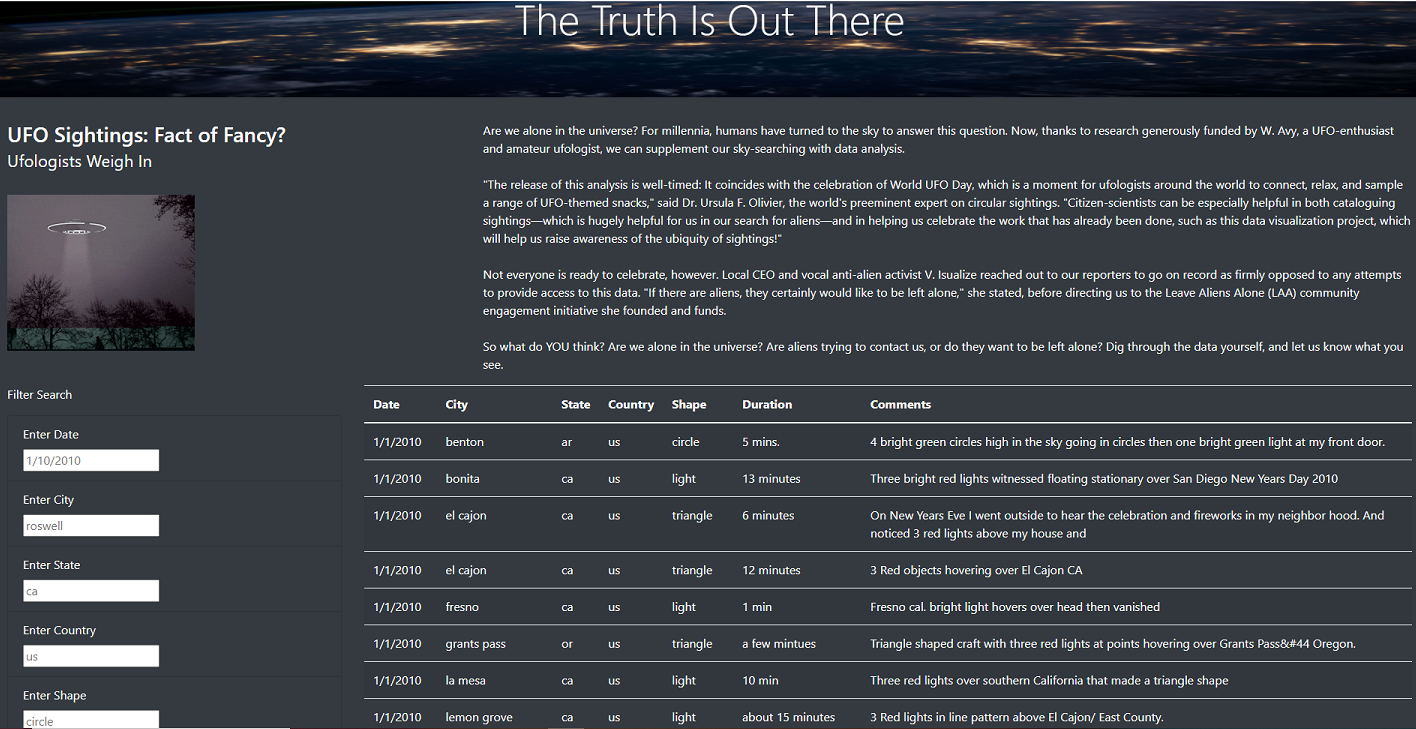 The Truth Is Out There
UFO Sightings: Fact of Fancy?
Ufologists Weigh In
Are we alone in the universe? For millennia, humans have turned to the sky to answer this question. Now, thanks to research generously funded by W. Avy, a UFO-enthusiast
and amateur ufologist, we can supplement our sky-searching with data analysis.
"The release of this analysis is well-timed: It coincides with the celebration of World UFO Day, which is a moment for ufologists around the world to connect, relax, and sample
a range of UFO-themed snacks," said Dr. Ursula F. Olivier, the world's preeminent expert on circular sightings. "Citizen-scientists can be especially helpful in both cataloguing
sightings—which is hugely helpful for us in our search for aliens—and in helping us celebrate the work that has already been done, such as this data visualization project, which
will help us raise awareness of the ubiquity of sightings!"
Not everyone is ready to celebrate, however. Local CEO and vocal anti-alien activist V. Isualize reached out to our reporters to go on record as firmly opposed to any attempts
to provide access to this data. "If there are aliens, they certainly would like to be left alone," she stated, before directing us to the Leave Aliens Alone (LAA) community
engagement initiative she founded and funds.
So what do YOU think? Are we alone in the universe? Are aliens trying to contact us, or do they want to be left alone? Dig through the data yourself, and let us know what you
see.
Filter Search
Enter Date
1/10/2010
Enter City
roswell
Enter State
ca
Enter Country
us
Enter Shape
circle
Date City State Country Shape Duration Comments
1/1/2010 benton ar us circle 5 mins. 4 bright green circles high in the sky going in circles then one bright green light at my front door.
1/1/2010 bonita ca us light 13 minutes Three bright red lights witnessed floating stationary over San Diego New Years Day 2010
1/1/2010 el cajon ca us triangle 6 minutes On New Years Eve I went outside to hear the celebration and fireworks in my neighbor hood. And
noticed 3 red lights above my house and
1/1/2010 el cajon ca us triangle 12 minutes 3 Red objects hovering over El Cajon CA
1/1/2010 fresno ca us light 1 min Fresno cal. bright light hovers over head then vanished
1/1/2010 grants pass or us triangle a few mintues Triangle shaped craft with three red lights at points hovering over Grants Pass&#44 Oregon.
1/1/2010 la mesa ca us light 10 min Three red lights over southern California that made a triangle shape
1/1/2010 lemon grove ca us light about 15 minutes 3 Red lights in line pattern above El Cajon/ East County.